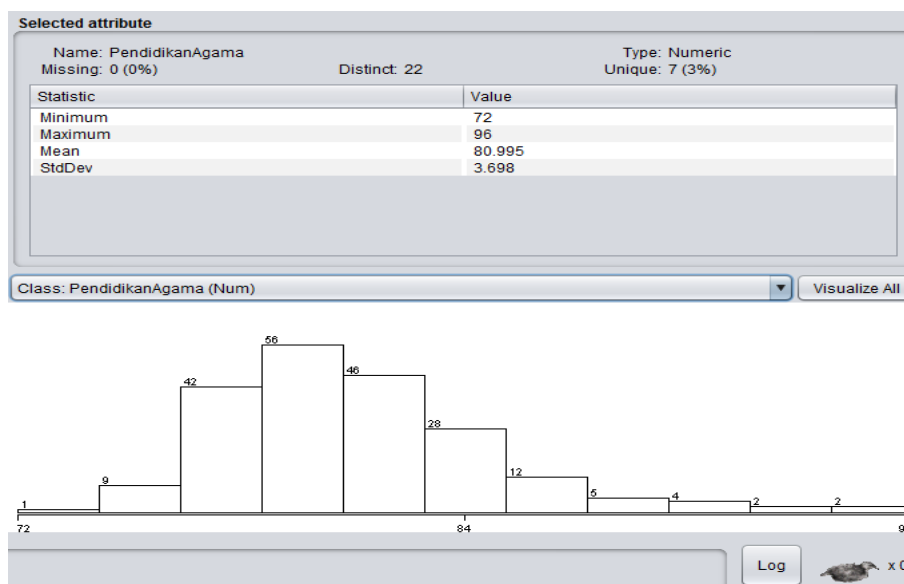 Selected attribute
Name: PendidikanAgama Type: Numeric
Missing: 0 (0%) Distinct: 22 Unique: 7 (3%)
Statistic Value
Minimum 72
Maximum 96
Mean 80.995
StdDev 3.698
Class: PendidikanAgama (Num) Visualize All
1 9 42 56 46 28 12 5 4 2 2
72 84 9
Log x 0